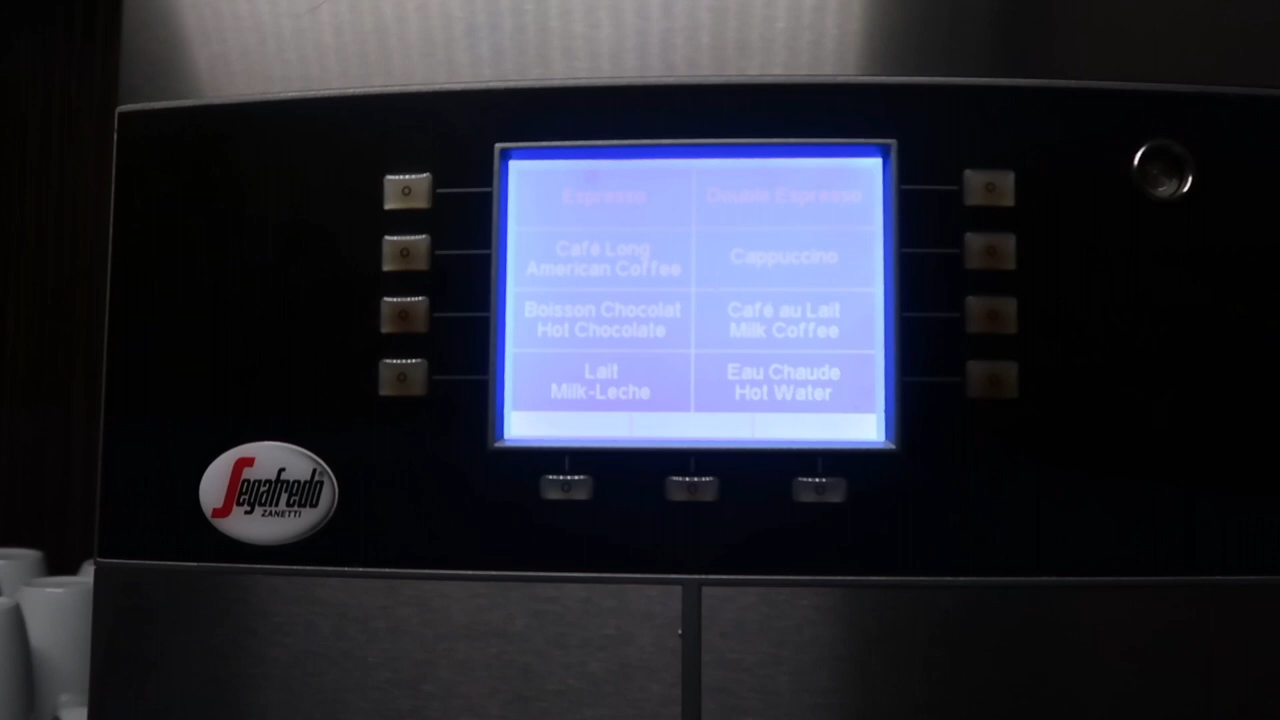 Espresso
Double Espresso
Café Long
American Coffee
Cappuccino
Boisson Chocolat
Hot Chocolate
Café au Lait
Milk Coffee
Lait
Milk-Leche
Eau Chaude
Hot Water
Segafredo
ZANETTI